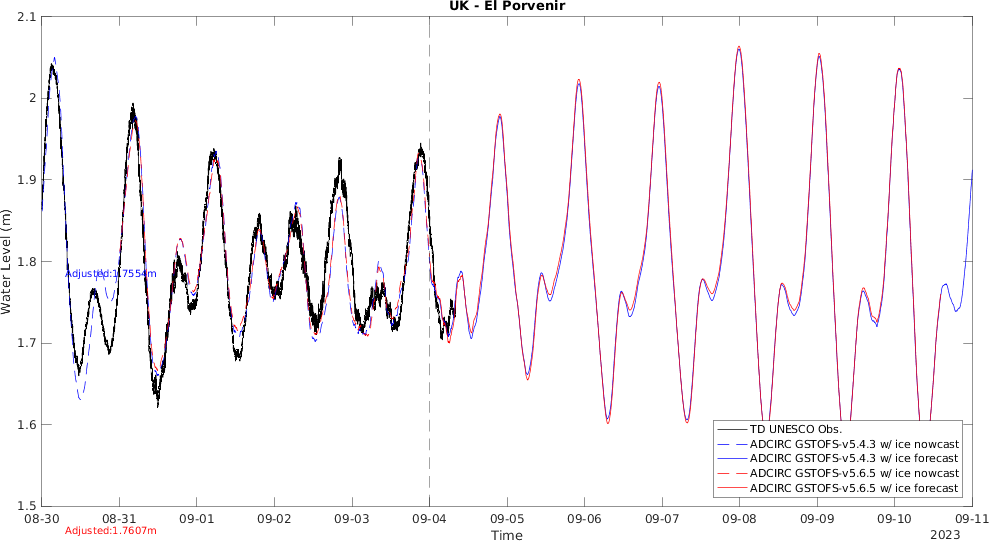 UK - El Porvenir
2.1
2
1.9
1.8
1.7
1.6
1.5
Water Level (m)
Adjusted:1.7554m
TD UNESCO Obs.
ADCIRC GSTOFS-v5.4.3 w/ ice nowcast
ADCIRC GSTOFS-v5.4.3 w/ ice forecast
ADCIRC GSTOFS-v5.6.5 w/ ice nowcast
ADCIRC GSTOFS-v5.6.5 w/ ice forecast
08-30 08-31 09-01 09-02 09-03 09-04 09-05 09-06 09-07 09-08 09-09 09-10 09-11
Adjusted:1.7607m
Time
2023